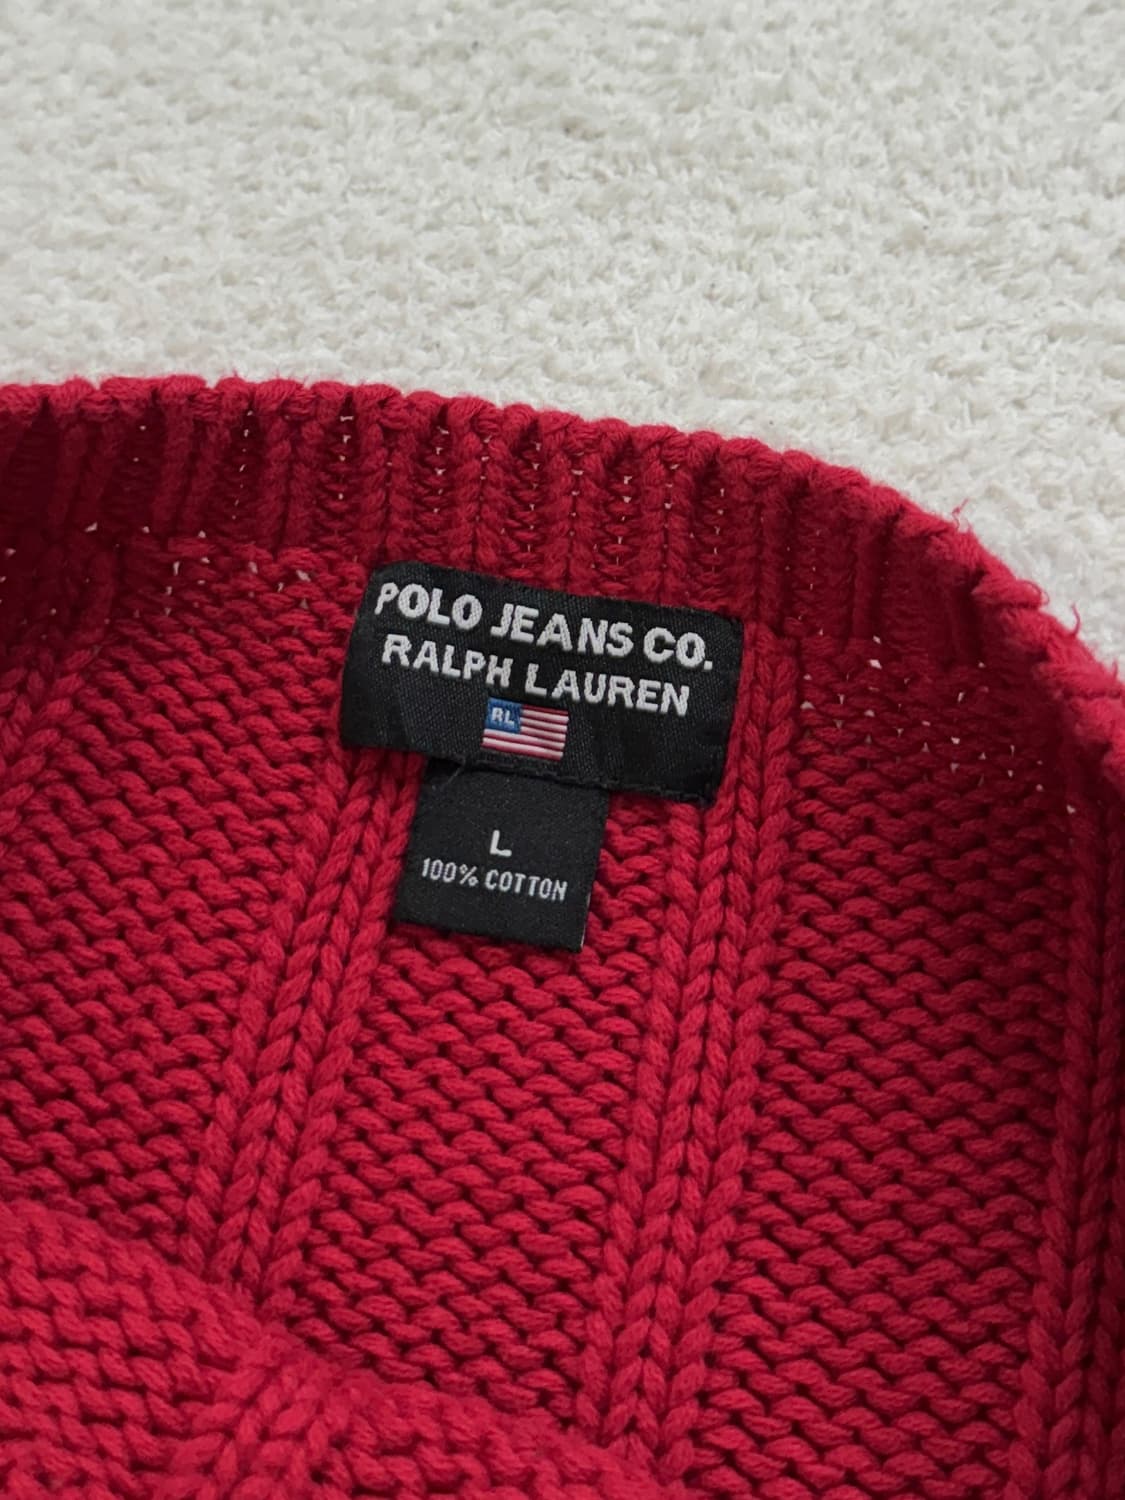 POLO JEANS CO.
RALPH LAUREN
RL
L
100% COTTON